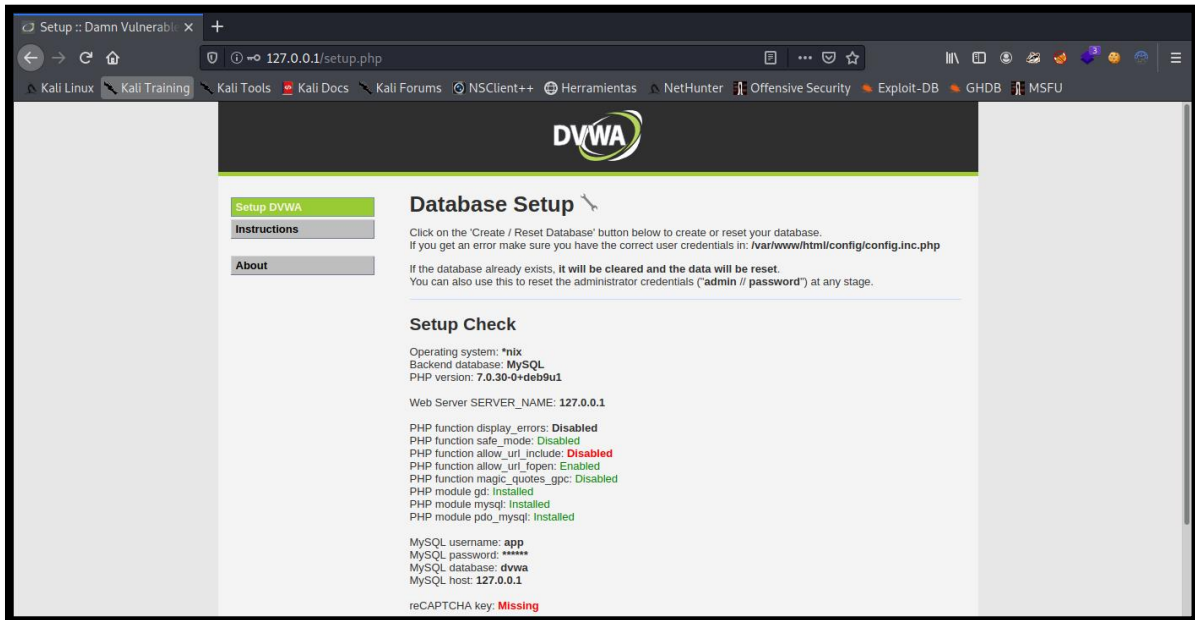 Setup :: Damn Vulnerable
127.0.0.1/setup.php
Kali Linux Kali Training Kali Tools Kali Docs Kali Forums NSClient++ Herramientas NetHunter Offensive Security Exploit-DB GHDB MSFU
3
DVWA
Setup DVWA
Instructions
About
Database Setup
Click on the 'Create / Reset Database' button below to create or reset your database.
If you get an error make sure you have the correct user credentials in: /var/www/html/config/config.inc.php
If the database already exists, it will be cleared and the data will be reset.
You can also use this to reset the administrator credentials ("admin // password") at any stage.
Setup Check
Operating system: *nix
Backend database: MySQL
PHP version: 7.0.30-0+deb9u1
Web Server SERVER_NAME: 127.0.0.1
PHP function display_errors: Disabled
PHP function safe_mode: Disabled
PHP function allow_url_include: Disabled
PHP function allow_url_fopen: Enabled
PHP function magic_quotes_gpc: Disabled
PHP module gd: Installed
PHP module mysql: Installed
PHP module pdo_mysql: Installed
MySQL username: app
MySQL password: ******
MySQL database: dvwa
MySQL host: 127.0.0.1
reCAPTCHA key: Missing